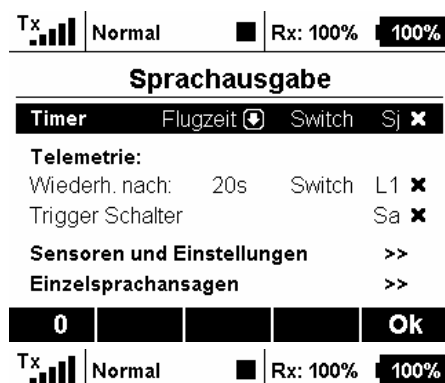 Tx Normal Rx: 100% 100%
Sprachausgabe
Timer Flugzeit Switch Sj ✖
Telemetrie:
Wiederh. nach: 20s Switch L1 ✖
Trigger Schalter Sa ✖
Sensoren und Einstellungen >>
Einzelsprachansagen >>
0 Ok
Tx Normal Rx: 100% 100%